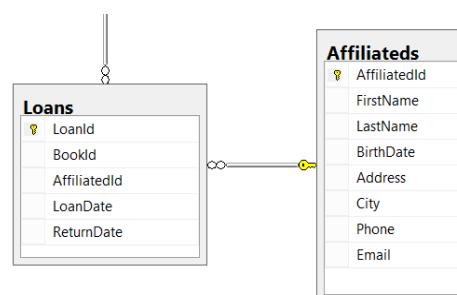 Loans
LoanId
BookId
AffiliatedId
LoanDate
ReturnDate
Affiliateds
AffiliatedId
FirstName
LastName
BirthDate
Address
City
Phone
Email